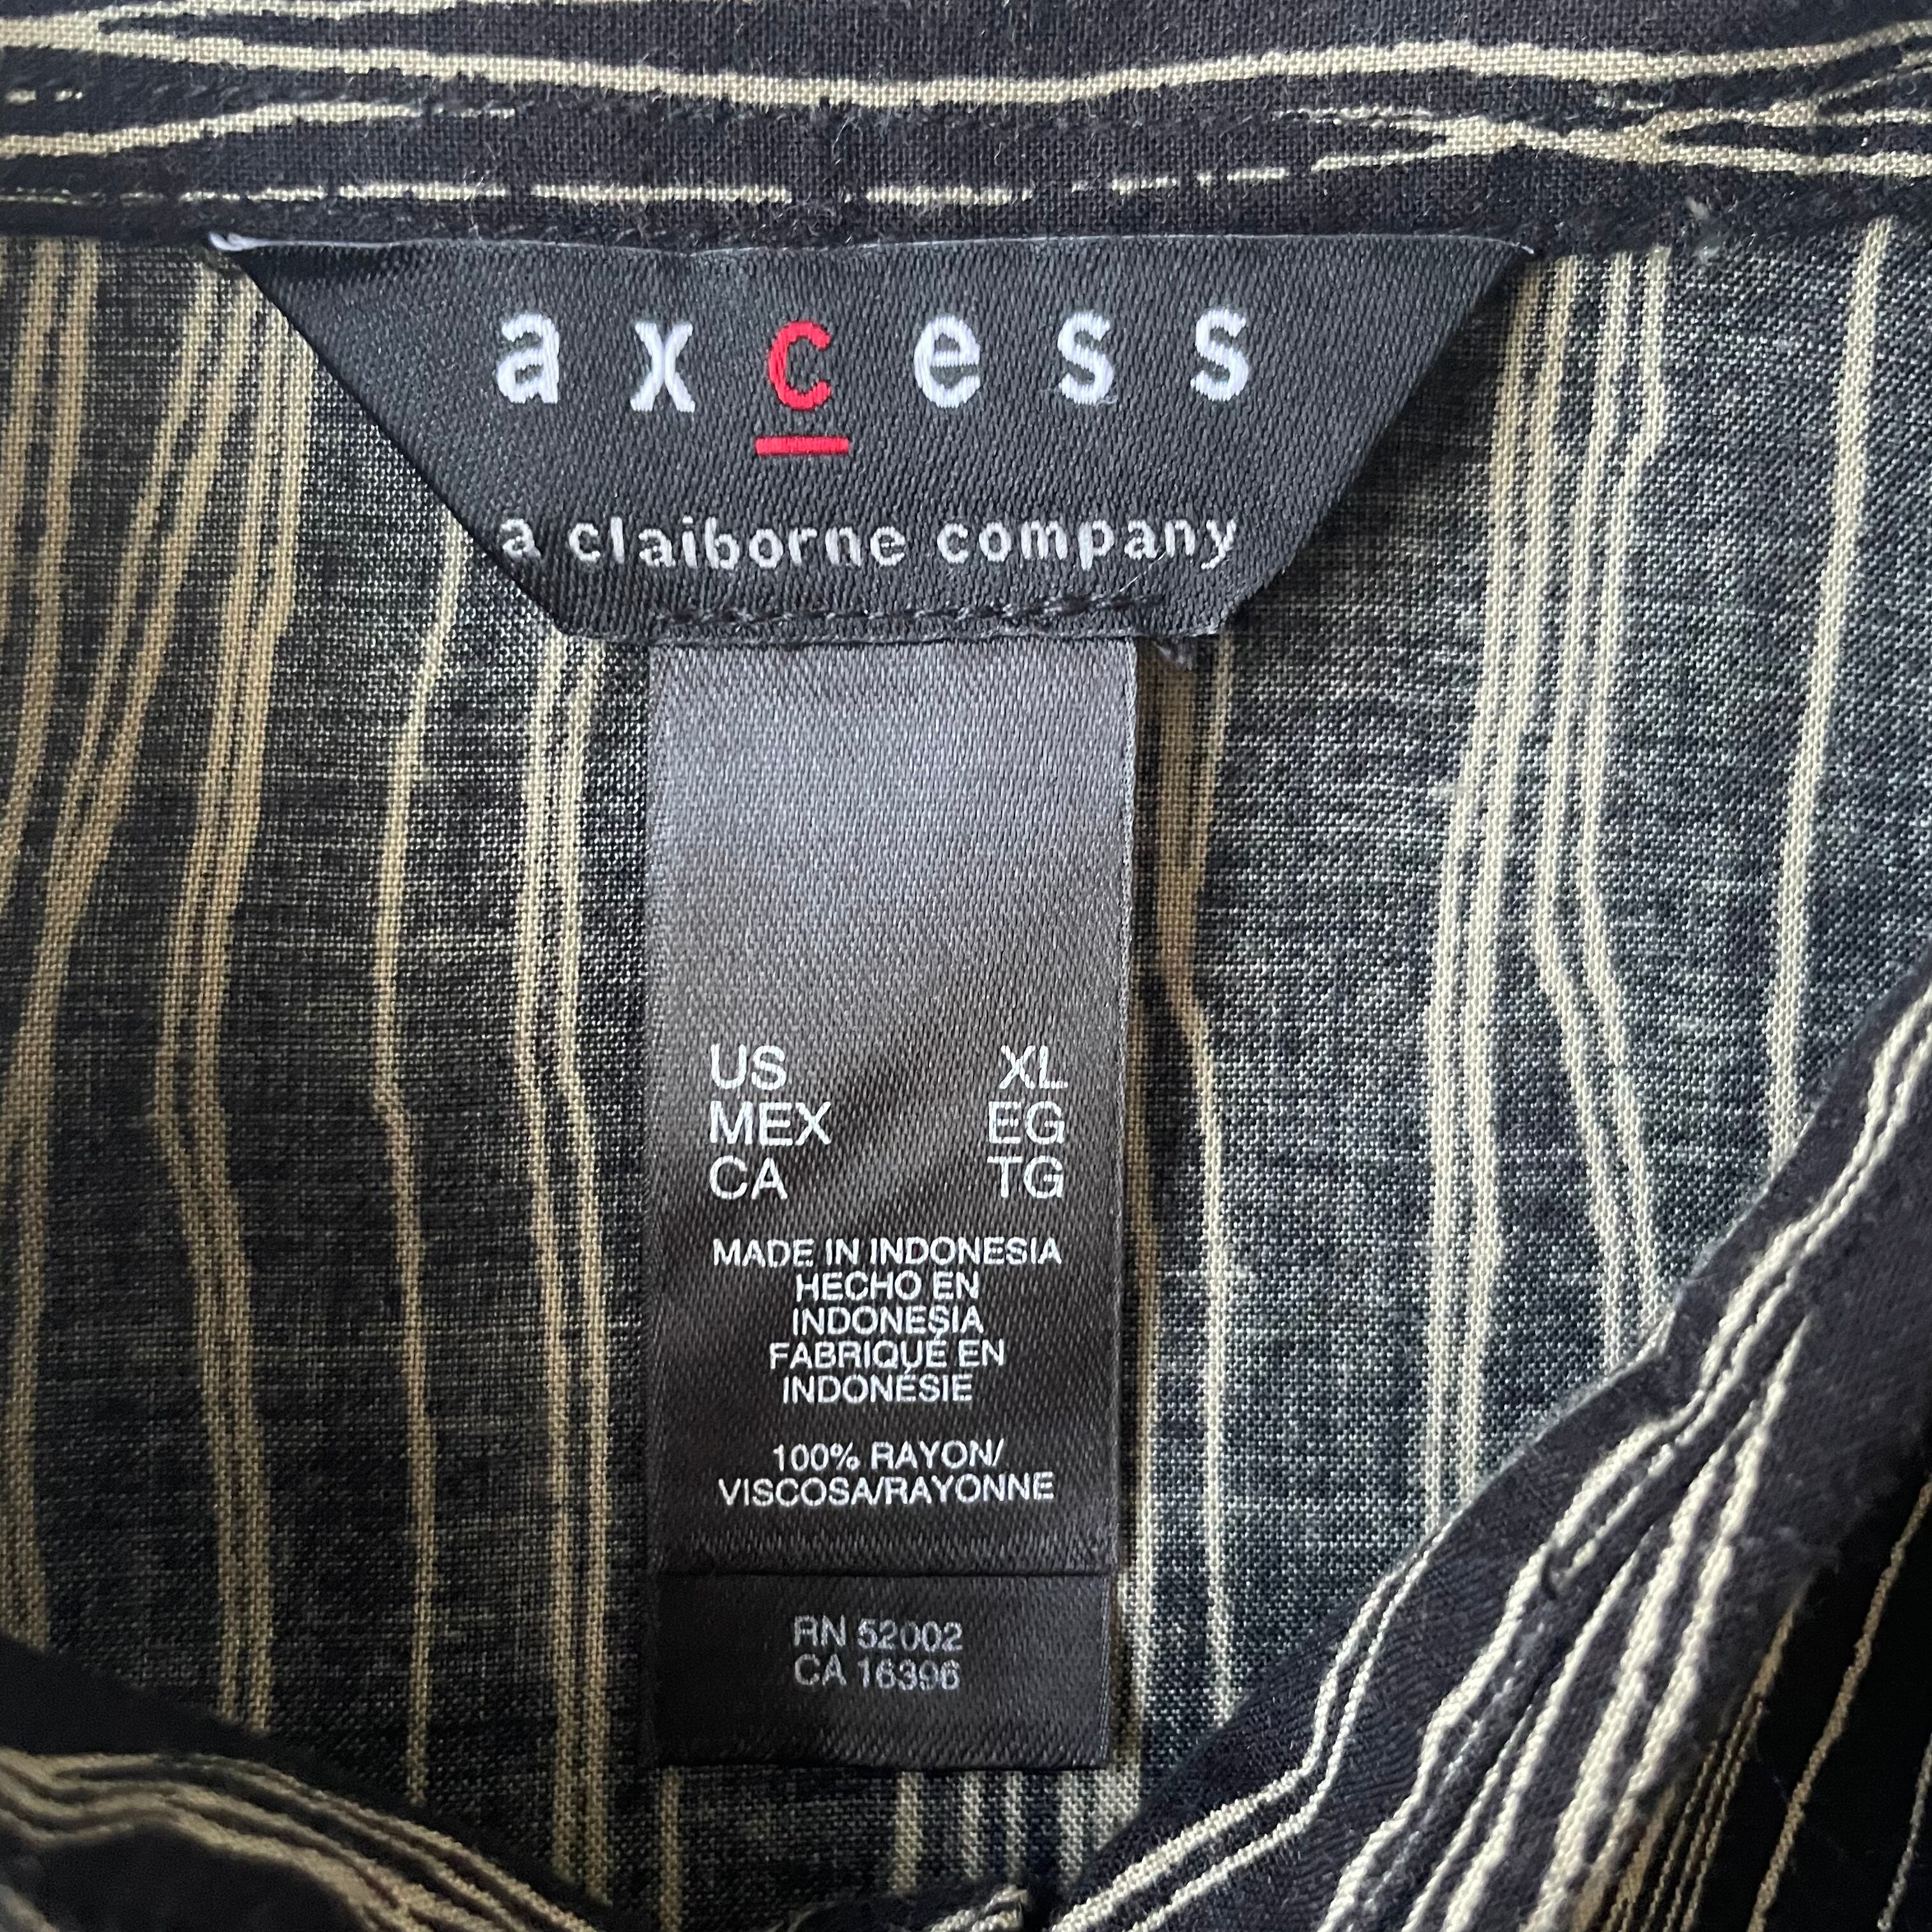 axcess
a claiborne company
US XL
MEX EG
CA TG
MADE IN INDONESIA
HECHO EN
INDONESIA
FABRIQUÉ EN
INDONÉSIE
100% RAYON/
VISCOSA/RAYONNE
RN 52002
CA 16396